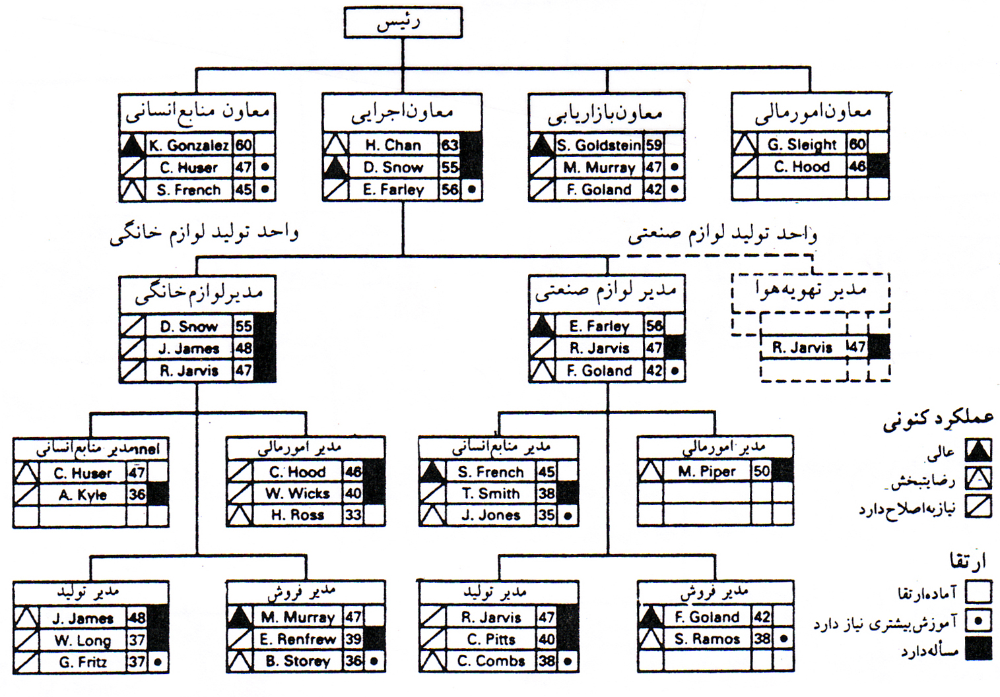 رئیس
معاون منابع انسانی
K. Gonzalez 60
C. Huser 47
S. French 45
معاون اجرایی
H. Chan 63
D. Snow 55
E. Farley 56
معاون بازاریابی
S. Goldstein 59
M. Murray 47
F. Goland 42
معاون امورمالی
G. Sleight 60
C. Hood 46
واحد تولید لوازم خانگی
واحد تولید لوازم صنعتی
مدیر لوازم خانگی
D. Snow 55
J. James 48
R. Jarvis 47
مدیر لوازم صنعتی
E. Farley 56
R. Jarvis 47
F. Goland 42
مدیر تهویه هوا
R. Jarvis 47
مدیر منابع انسانی nnel
C. Huser 47
A. Kyle 36
مدیر امورمالی
C. Hood 46
W. Wicks 40
H. Ross 33
مدیر منابع انسانی
S. French 45
T. Smith 38
J. Jones 35
مدیر امورمالی
M. Piper 50
مدیر تولید
J. James 48
W. Long 37
G. Fritz 37
مدیر فروش
M. Murray 47
E. Renfrew 39
B. Storey 36
مدیر تولید
R. Jarvis 47
C. Pitts 40
C. Combs 38
مدیر فروش
F. Goland 42
S. Ramos 38
عملکرد کنونی
عالی
رضایتبخش
نیاز به اصلاح دارد
ارتقا
آماده ارتقا
آموزش بیشتری نیاز دارد
مسأله دارد